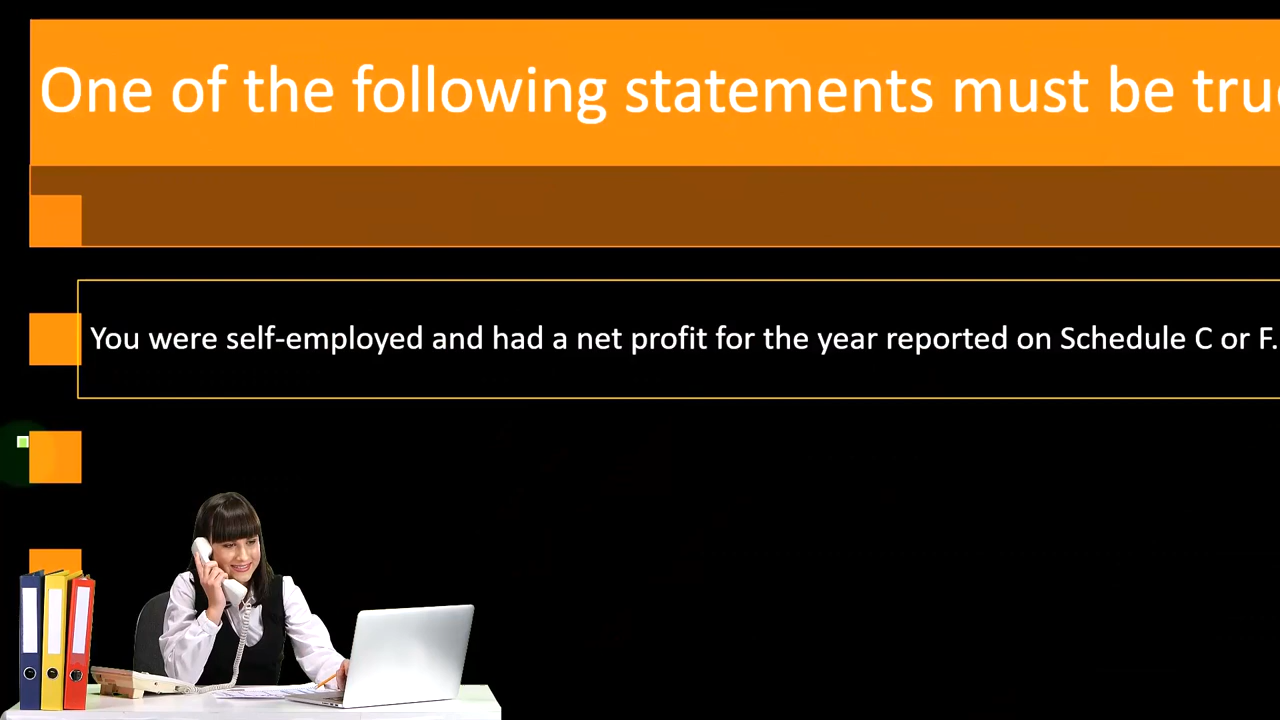 One of the following statements must be tru
You were self-employed and had a net profit for the year reported on Schedule C or F.